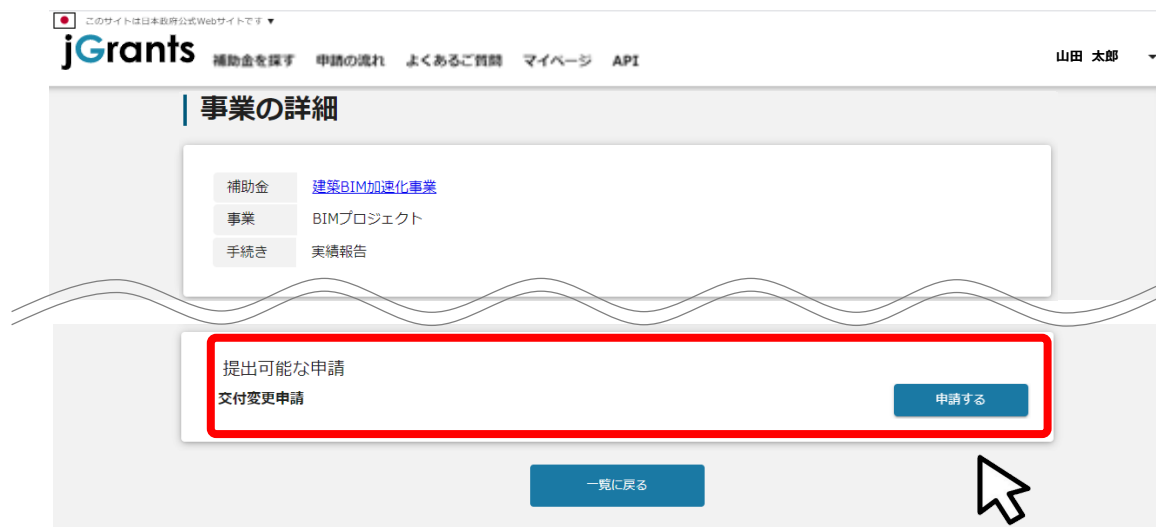 このサイトは日本政府公式Webサイトです ▼
jGrants 補助金を探す 申請の流れ よくあるご質問 マイページ API 山田 太郎
事業の詳細
補助金 建築BIM加速化事業
事業 BIMプロジェクト
手続き 実績報告
提出可能な申請
交付変更申請 申請する
一覧に戻る